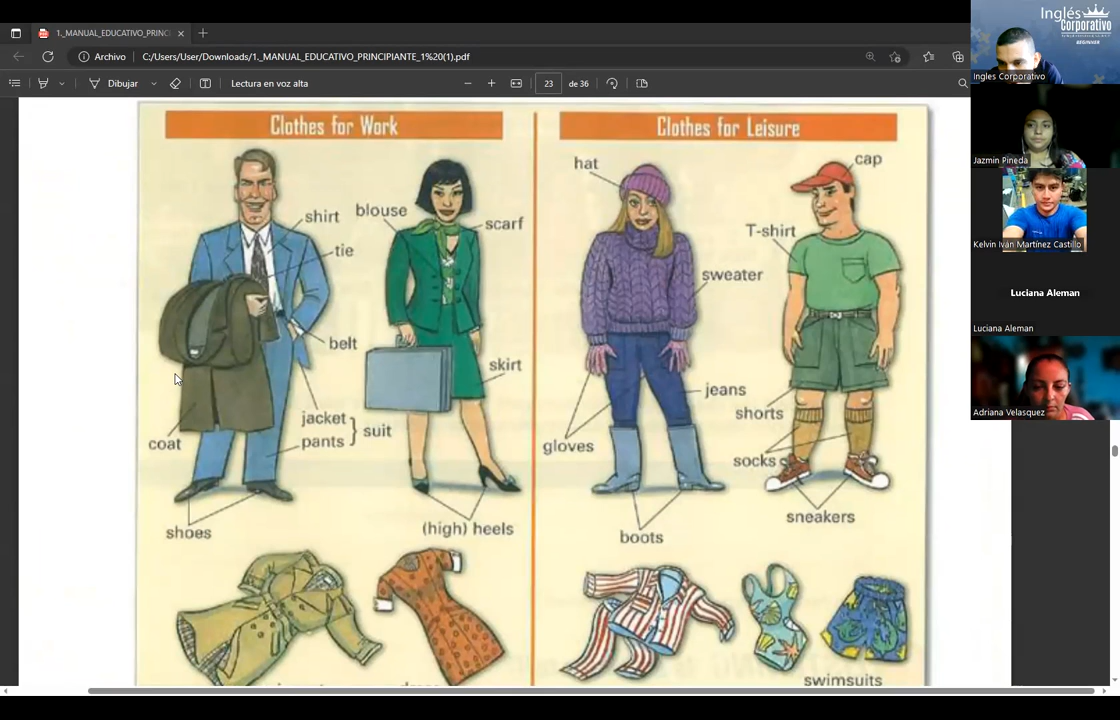 1._MANUAL_EDUCATIVO_PRINC
Archivo
C:/Users/User/Downloads/1._MANUAL_EDUCATIVO_PRINCIPIANTE_1%20(1).pdf
Dibujar
Lectura en voz alta
23
de 36
Clothes for Work
Clothes for Leisure
shirt
blouse
scarf
tie
belt
skirt
jacket
pants
suit
coat
shoes
(high) heels
hat
cap
T-shirt
sweater
jeans
shorts
gloves
socks
sneakers
boots
swimsuits
Inglés
Corporativo
BEGINNER
Ingles Corporativo
Jazmin Pineda
Kelvin Iván Martínez Castillo
Luciana Aleman
Luciana Aleman
Adriana Velasquez